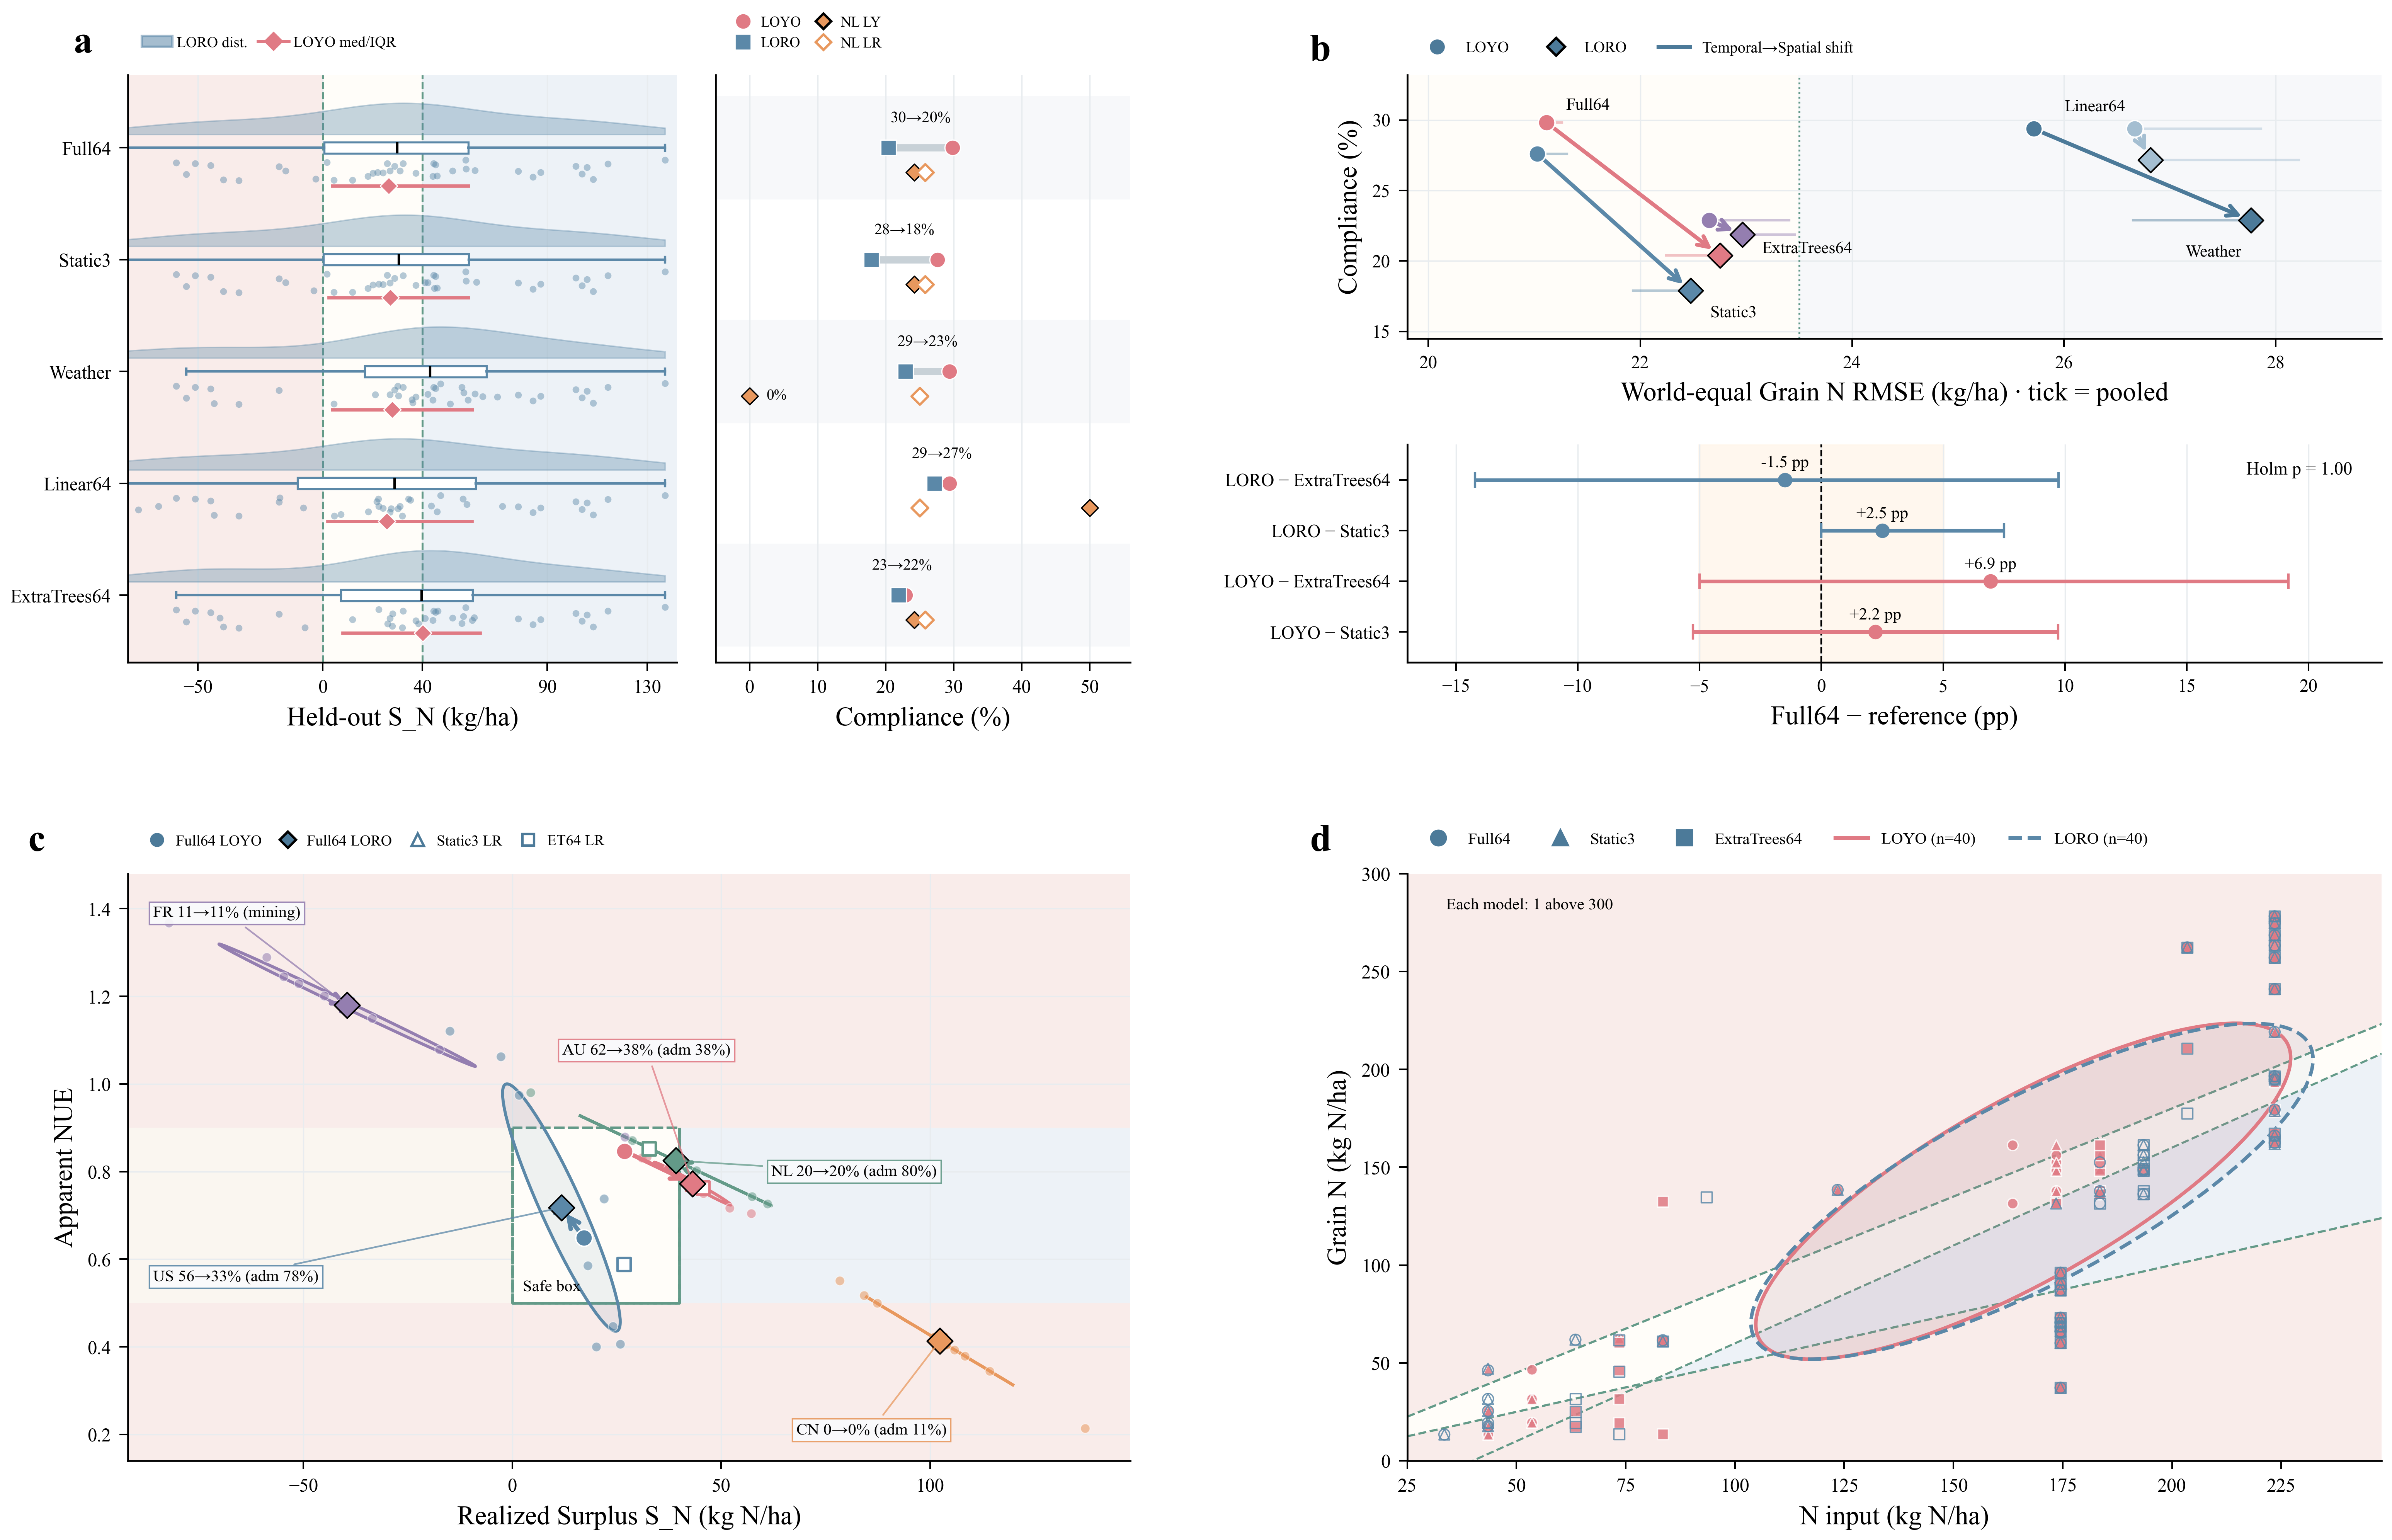 a
LORO dist.
LOYO med/IQR
LOYO
NL LY
LORO
NL LR
Full64
Static3
Weather
Linear64
ExtraTrees64
−50
0
40
90
130
Held-out S_N (kg/ha)
30→20%
28→18%
29→23%
0%
29→27%
23→22%
0
10
20
30
40
50
Compliance (%)
b
LOYO
LORO
Temporal→Spatial shift
Compliance (%)
30
25
20
15
Full64
Linear64
ExtraTrees64
Weather
Static3
20
22
24
26
28
World-equal Grain N RMSE (kg/ha) · tick = pooled
LORO − ExtraTrees64
LORO − Static3
LOYO − ExtraTrees64
LOYO − Static3
-1.5 pp
+2.5 pp
+6.9 pp
+2.2 pp
Holm p = 1.00
−15
−10
−5
0
5
10
15
20
Full64 − reference (pp)
c
Full64 LOYO
Full64 LORO
Static3 LR
ET64 LR
Apparent NUE
1.4
1.2
1.0
0.8
0.6
0.4
0.2
FR 11→11% (mining)
AU 62→38% (adm 38%)
NL 20→20% (adm 80%)
US 56→33% (adm 78%)
Safe box
CN 0→0% (adm 11%)
−50
0
50
100
Realized Surplus S_N (kg N/ha)
d
Full64
Static3
ExtraTrees64
LOYO (n=40)
LORO (n=40)
Grain N (kg N/ha)
300
250
200
150
100
50
0
Each model: 1 above 300
25
50
75
100
125
150
175
200
225
N input (kg N/ha)